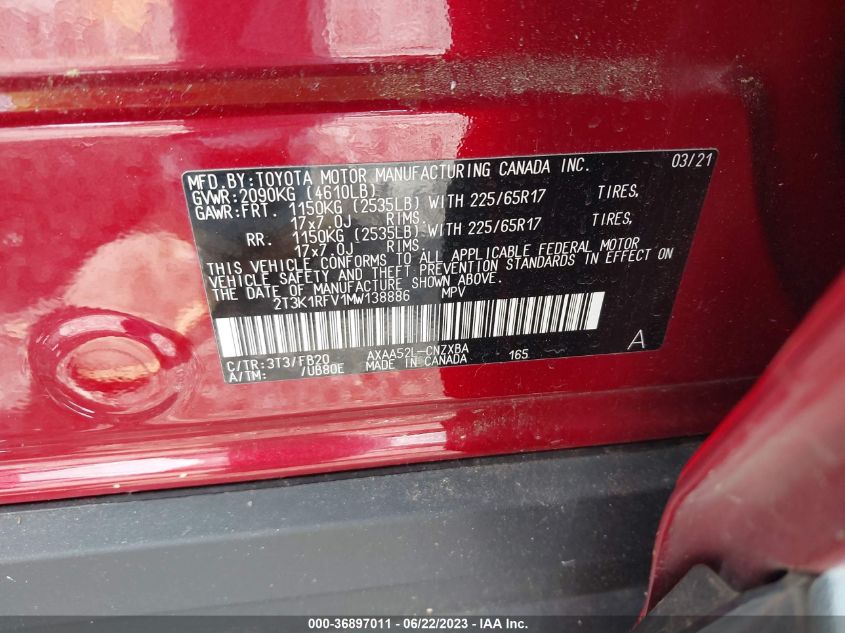 MFD.BY:TOYOTA MOTOR MANUFACTURING CANADA INC. 03/21
GVWR:2090KG (4610LB)
GAWR:FRT. 1150KG (2535LB) WITH 225/65R17 TIRES,
17x7.0J RIMS.
RR. 1150KG (2535LB) WITH 225/65R17 TIRES,
17x7.0J RIMS.
THIS VEHICLE CONFORMS TO ALL APPLICABLE FEDERAL MOTOR
VEHICLE SAFETY AND THEFT PREVENTION STANDARDS IN EFFECT ON
THE DATE OF MANUFACTURE SHOWN ABOVE.
2T3K1RFV1MW138886 MPV
C/TR:3T3/FB20 AXAA52L-CNZXBA
A/TM: /UB80E MADE IN CANADA 165 A
000-36897011 - 06/22/2023 - IAA Inc.